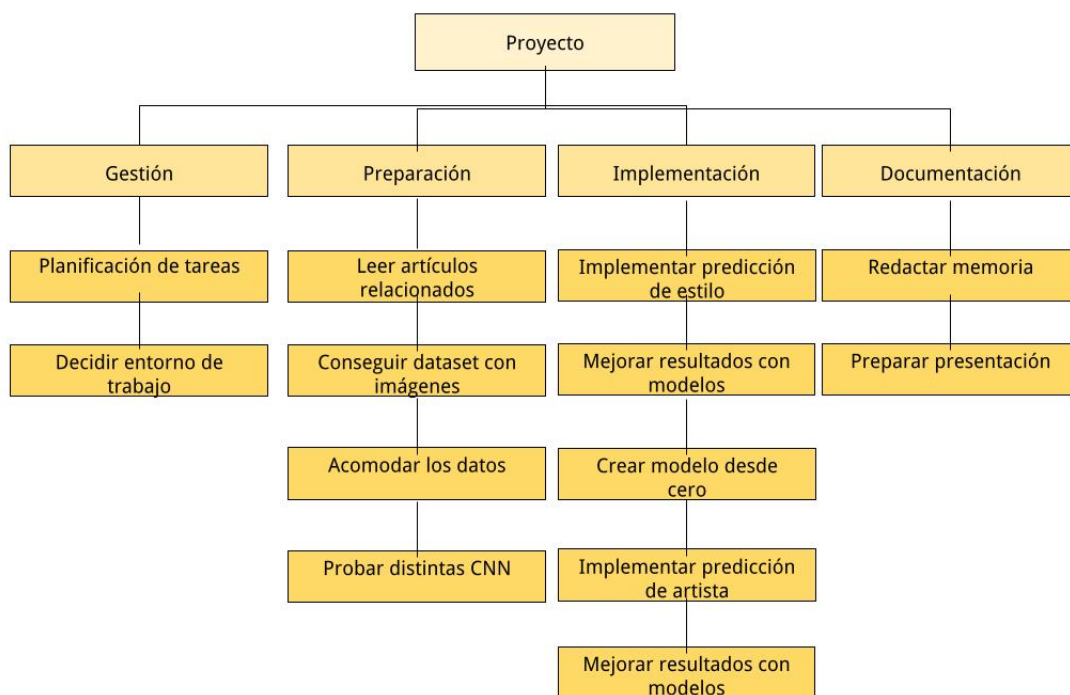 Proyecto
Gestión
Preparación
Implementación
Documentación
Planificación de tareas
Leer artículos
relacionados
Implementar predicción
de estilo
Redactar memoria
Decidir entorno de
trabajo
Conseguir dataset con
imágenes
Mejorar resultados con
modelos
Preparar presentación
Acomodar los datos
Crear modelo desde
cero
Probar distintas CNN
Implementar predicción
de artista
Mejorar resultados con
modelos